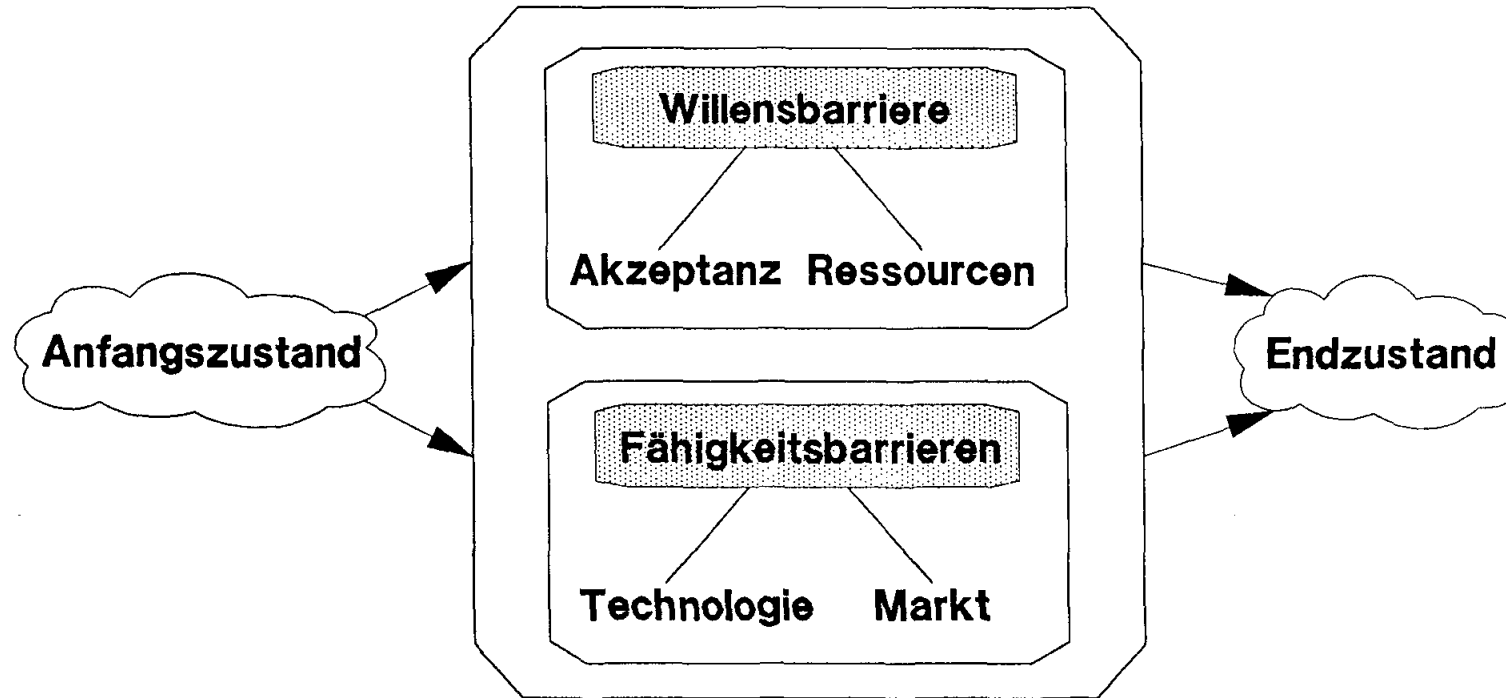 Willensbarriere
Akzeptanz Ressourcen
Anfangszustand
Endzustand
Fähigkeitsbarrieren
Technologie Markt